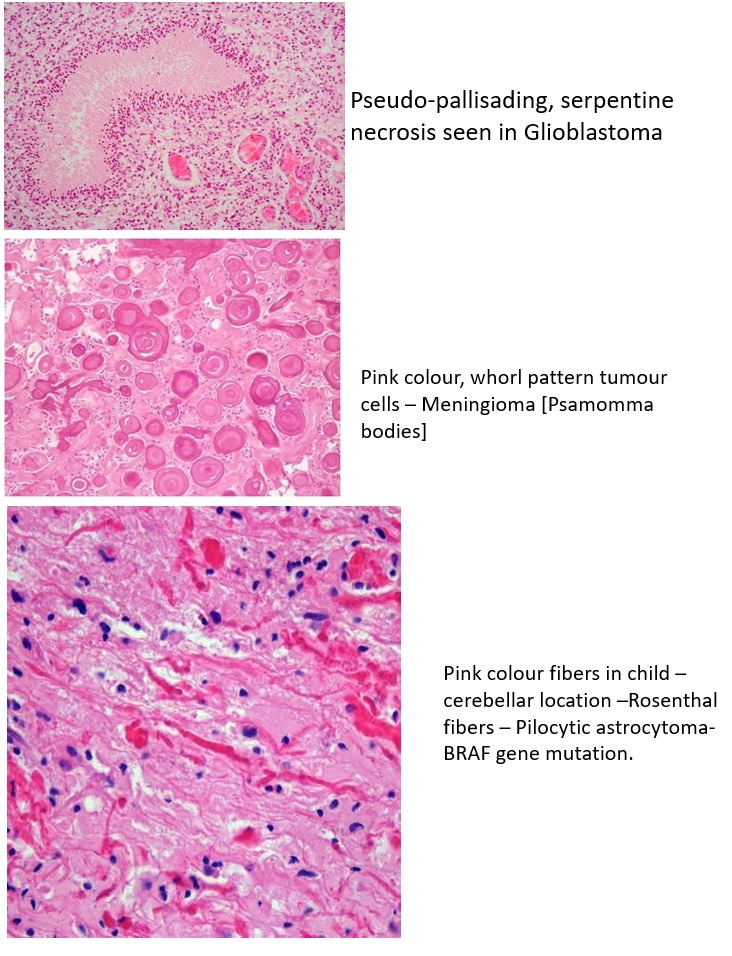 Pseudo-pallisading, serpentine
necrosis seen in Glioblastoma
Pink colour, whorl pattern tumour
cells – Meningioma [Psamomma
bodies]
Pink colour fibers in child –
cerebellar location –Rosenthal
fibers – Pilocytic astrocytoma-
BRAF gene mutation.